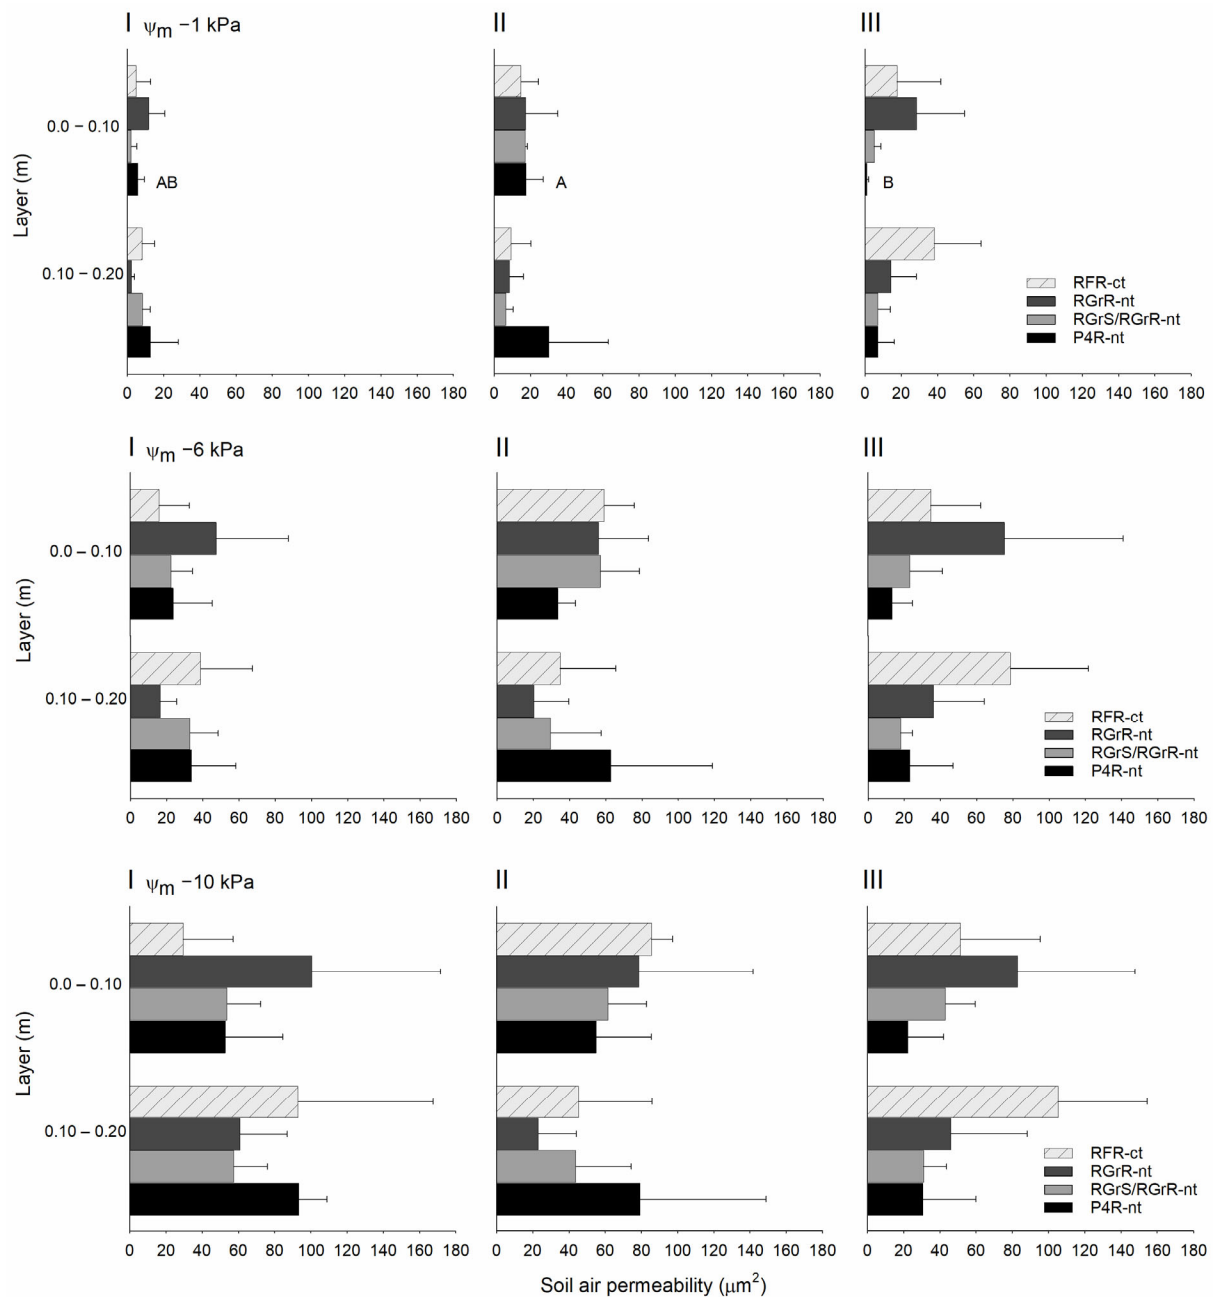 I ψm −1 kPa II III
Layer (m)
0.0 – 0.10
AB A B
0.10 – 0.20
RFR-ct
RGrR-nt
RGrS/RGrR-nt
P4R-nt
0 20 40 60 80 100 120 140 160 180 0 20 40 60 80 100 120 140 160 180 0 20 40 60 80 100 120 140 160 180
I ψm −6 kPa II III
Layer (m)
0.0 – 0.10
0.10 – 0.20
RFR-ct
RGrR-nt
RGrS/RGrR-nt
P4R-nt
0 20 40 60 80 100 120 140 160 180 0 20 40 60 80 100 120 140 160 180 0 20 40 60 80 100 120 140 160 180
I ψm −10 kPa II III
Layer (m)
0.0 – 0.10
0.10 – 0.20
RFR-ct
RGrR-nt
RGrS/RGrR-nt
P4R-nt
0 20 40 60 80 100 120 140 160 180 0 20 40 60 80 100 120 140 160 180 0 20 40 60 80 100 120 140 160 180
Soil air permeability (μm²)